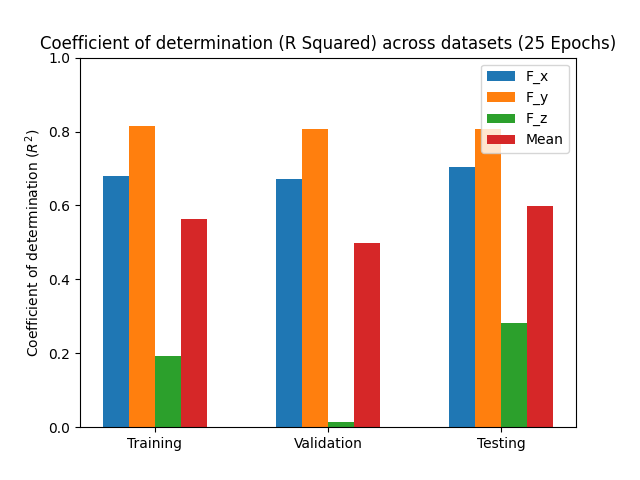 Coefficient of determination (R Squared) across datasets (25 Epochs)
Coefficient of determination (R²)
1.0
0.8
0.6
0.4
0.2
0.0
F_x
F_y
F_z
Mean
Training
Validation
Testing